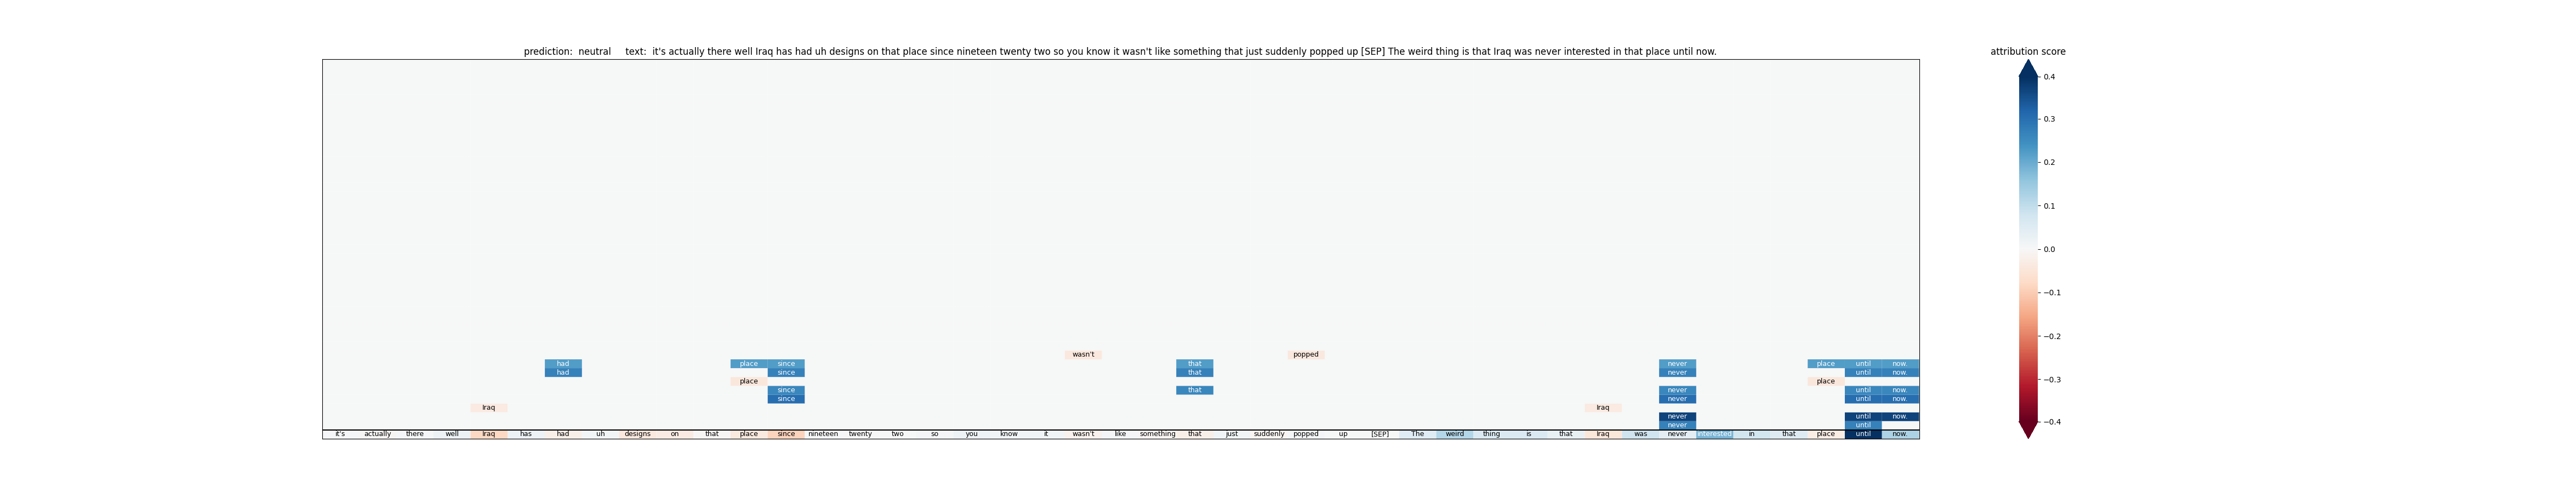 prediction: neutral text: it's actually there well Iraq has had uh designs on that place since nineteen twenty two so you know it wasn't like something that just suddenly popped up [SEP] The weird thing is that Iraq was never interested in that place until now.
attribution score
0.4
0.3
0.2
0.1
0.0
−0.1
−0.2
−0.3
−0.4
wasn't popped
had place since that never place until now.
had since that never until now.
place place
since that never until now.
since never until now.
Iraq Iraq
never until now.
never until
it's actually there well Iraq has had uh designs on that place since nineteen twenty two so you know it wasn't like something that just suddenly popped up [SEP] The weird thing is that Iraq was never interested in that place until now.